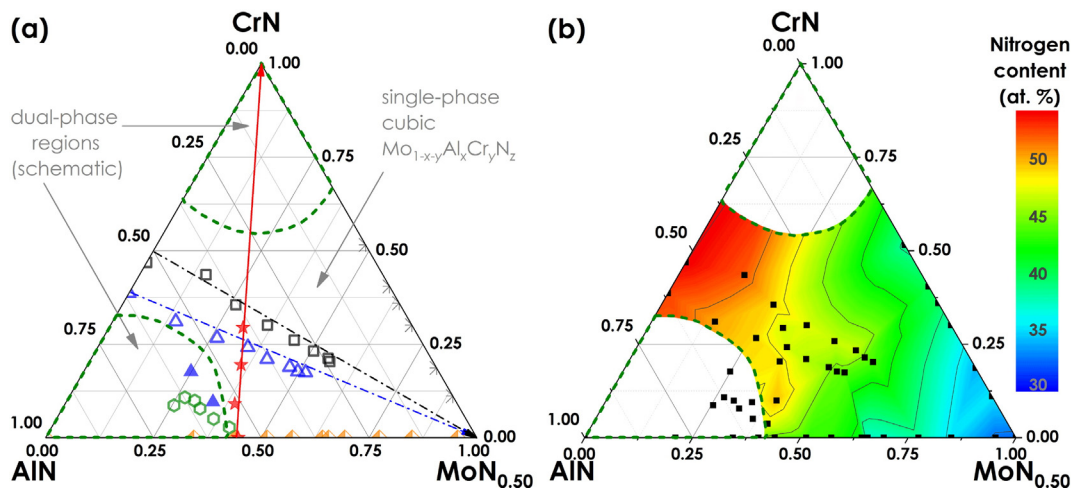 (a)
CrN
0.00
1.00
dual-phase
regions
(schematic)
single-phase
cubic
Mo1-x-yAlxCryNz
0.25
0.75
0.50
0.50
0.75
0.25
1.00
0.00
0.00
0.25
0.50
0.75
1.00
AlN
MoN0.50
(b)
CrN
0.00
1.00
Nitrogen
content
(at. %)
50
45
40
35
30
0.25
0.75
0.50
0.50
0.75
0.25
1.00
0.00
0.00
0.25
0.50
0.75
1.00
AlN
MoN0.50